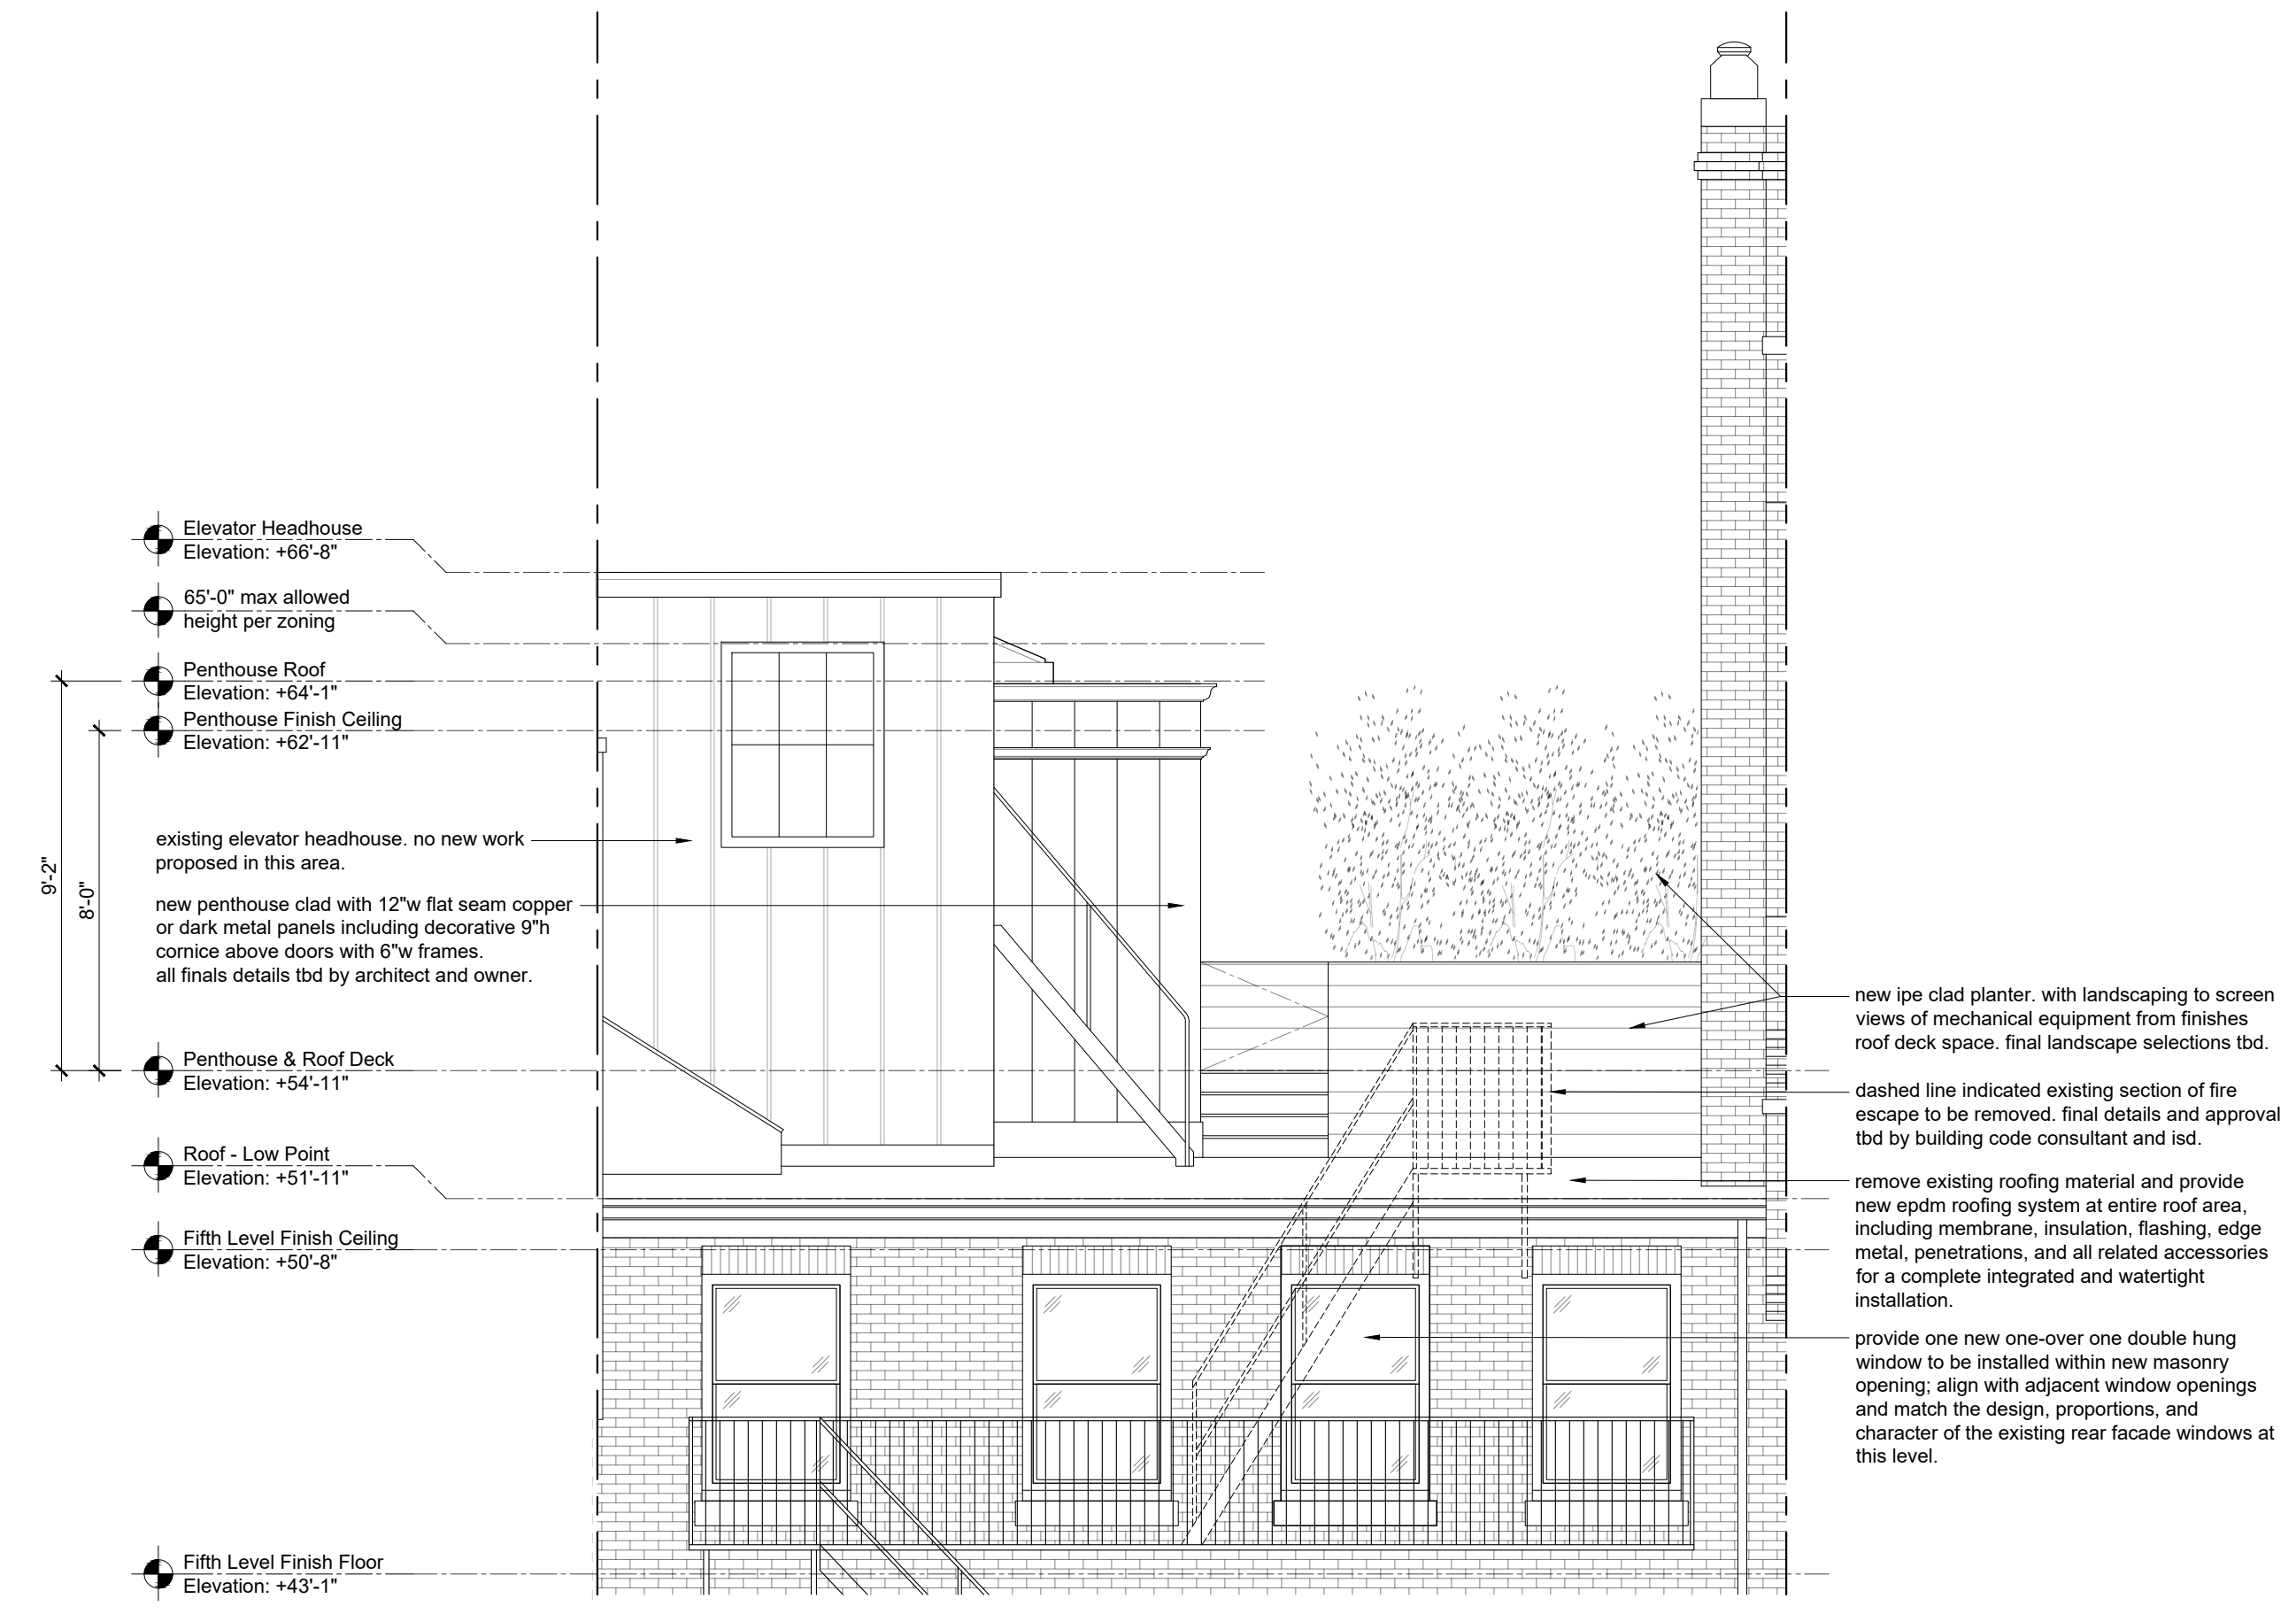 Elevator Headhouse
Elevation: +66'-8"
65'-0" max allowed
height per zoning
Penthouse Roof
Elevation: +64'-1"
Penthouse Finish Ceiling
Elevation: +62'-11"
9'-2"
8'-0"
existing elevator headhouse. no new work
proposed in this area.
new penthouse clad with 12"w flat seam copper
or dark metal panels including decorative 9"h
cornice above doors with 6"w frames.
all finals details tbd by architect and owner.
Penthouse & Roof Deck
Elevation: +54'-11"
Roof - Low Point
Elevation: +51'-11"
Fifth Level Finish Ceiling
Elevation: +50'-8"
Fifth Level Finish Floor
Elevation: +43'-1"
new ipe clad planter. with landscaping to screen
views of mechanical equipment from finishes
roof deck space. final landscape selections tbd.
dashed line indicated existing section of fire
escape to be removed. final details and approval
tbd by building code consultant and isd.
remove existing roofing material and provide
new epdm roofing system at entire roof area,
including membrane, insulation, flashing, edge
metal, penetrations, and all related accessories
for a complete integrated and watertight
installation.
provide one new one-over one double hung
window to be installed within new masonry
opening; align with adjacent window openings
and match the design, proportions, and
character of the existing rear facade windows at
this level.